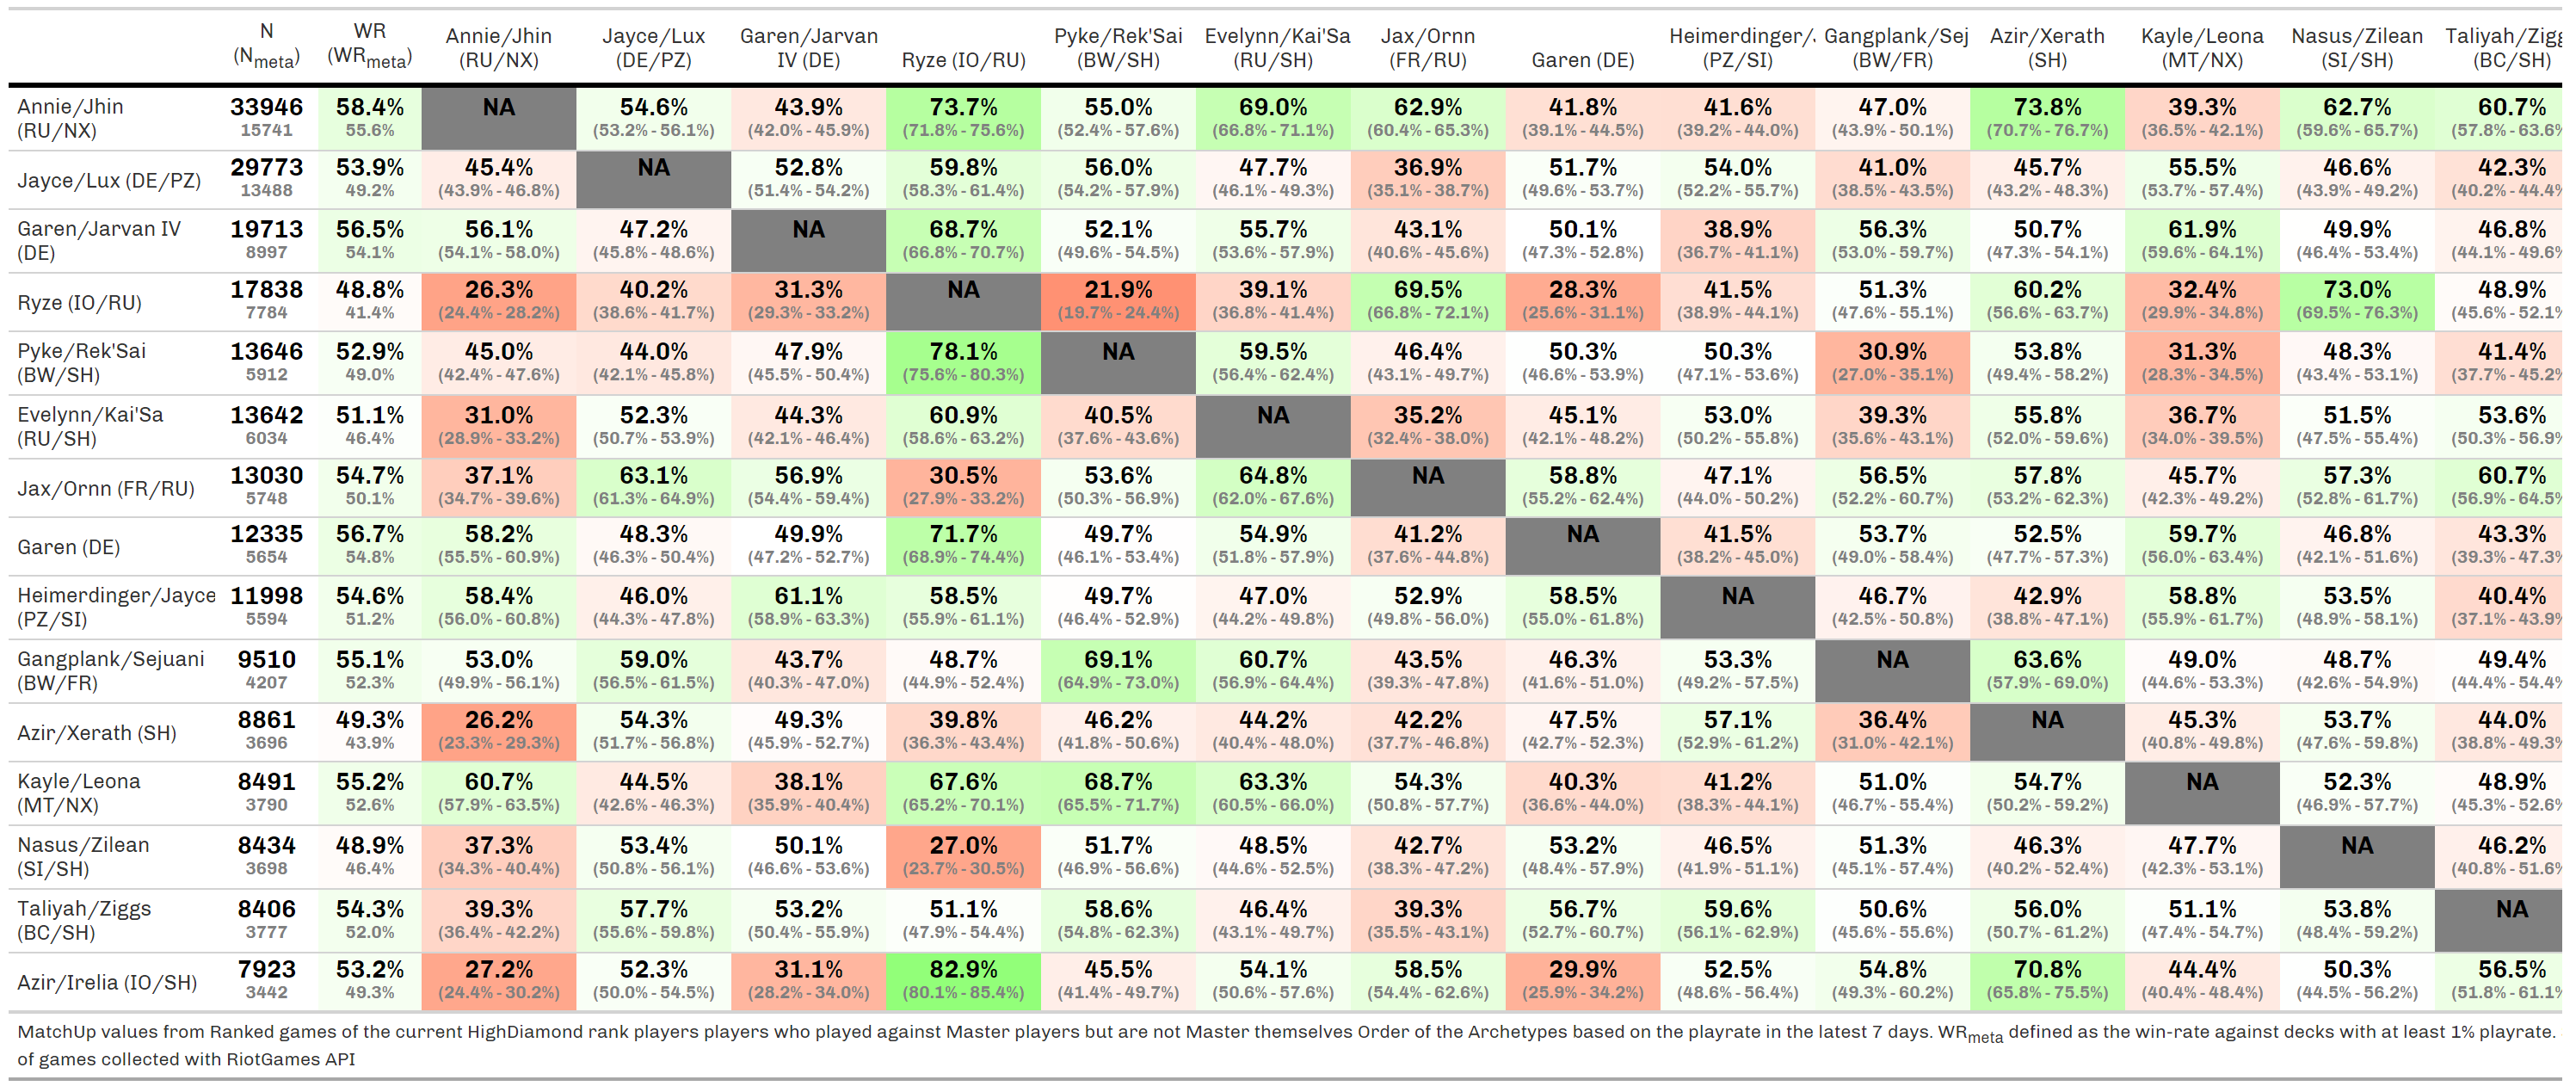 N WR Annie/Jhin Jayce/Lux Garen/Jarvan Ryze (IO/RU) Pyke/Rek'Sai Evelynn/Kai'Sa Jax/Ornn Garen (DE) Heimerdinger/ Gangplank/Sej Azir/Xerath Kayle/Leona Nasus/Zilean Taliyah/Zigg
(Nmeta) (WRmeta) (RU/NX) (DE/PZ) IV (DE) (BW/SH) (RU/SH) (FR/RU) (PZ/SI) (BW/FR) (SH) (MT/NX) (SI/SH) (BC/SH)
Annie/Jhin 33946 58.4% NA 54.6% 43.9% 73.7% 55.0% 69.0% 62.9% 41.8% 41.6% 47.0% 73.8% 39.3% 62.7% 60.7%
(RU/NX) 15741 55.6% (53.2% - 56.1%) (42.0% - 45.9%) (71.8% - 75.6%) (52.4% - 57.6%) (66.8% - 71.1%) (60.4% - 65.3%) (39.1% - 44.5%) (39.2% - 44.0%) (43.9% - 50.1%) (70.7% - 76.7%) (36.5% - 42.1%) (59.6% - 65.7%) (57.8% - 63.6%
Jayce/Lux (DE/PZ) 29773 53.9% 45.4% NA 52.8% 59.8% 56.0% 47.7% 36.9% 51.7% 54.0% 41.0% 45.7% 55.5% 46.6% 42.3%
13488 49.2% (43.9% - 46.8%) (51.4% - 54.2%) (58.3% - 61.4%) (54.2% - 57.9%) (46.1% - 49.3%) (35.1% - 38.7%) (49.6% - 53.7%) (52.2% - 55.7%) (38.5% - 43.5%) (43.2% - 48.3%) (53.7% - 57.4%) (43.9% - 49.2%) (40.2% - 44.4%
Garen/Jarvan IV 19713 56.5% 56.1% 47.2% NA 68.7% 52.1% 55.7% 43.1% 50.1% 38.9% 56.3% 50.7% 61.9% 49.9% 46.8%
(DE) 8997 54.1% (54.1% - 58.0%) (45.8% - 48.6%) (66.8% - 70.7%) (49.6% - 54.5%) (53.6% - 57.9%) (40.6% - 45.6%) (47.3% - 52.8%) (36.7% - 41.1%) (53.0% - 59.7%) (47.3% - 54.1%) (59.6% - 64.1%) (46.4% - 53.4%) (44.1% - 49.6%
Ryze (IO/RU) 17838 48.8% 26.3% 40.2% 31.3% NA 21.9% 39.1% 69.5% 28.3% 41.5% 51.3% 60.2% 32.4% 73.0% 48.9%
7784 41.4% (24.4% - 28.2%) (38.6% - 41.7%) (29.3% - 33.2%) (19.7% - 24.4%) (36.8% - 41.4%) (66.8% - 72.1%) (25.6% - 31.1%) (38.9% - 44.1%) (47.6% - 55.1%) (56.6% - 63.7%) (29.9% - 34.8%) (69.5% - 76.3%) (45.6% - 52.1%
Pyke/Rek'Sai 13646 52.9% 45.0% 44.0% 47.9% 78.1% NA 59.5% 46.4% 50.3% 50.3% 30.9% 53.8% 31.3% 48.3% 41.4%
(BW/SH) 5912 49.0% (42.4% - 47.6%) (42.1% - 45.8%) (45.5% - 50.4%) (75.6% - 80.3%) (56.4% - 62.4%) (43.1% - 49.7%) (46.6% - 53.9%) (47.1% - 53.6%) (27.0% - 35.1%) (49.4% - 58.2%) (28.3% - 34.5%) (43.4% - 53.1%) (37.7% - 45.2%
Evelynn/Kai'Sa 13642 51.1% 31.0% 52.3% 44.3% 60.9% 40.5% NA 35.2% 45.1% 53.0% 39.3% 55.8% 36.7% 51.5% 53.6%
(RU/SH) 6034 46.4% (28.9% - 33.2%) (50.7% - 53.9%) (42.1% - 46.4%) (58.6% - 63.2%) (37.6% - 43.6%) (32.4% - 38.0%) (42.1% - 48.2%) (50.2% - 55.8%) (35.6% - 43.1%) (52.0% - 59.6%) (34.0% - 39.5%) (47.5% - 55.4%) (50.3% - 56.9%
Jax/Ornn (FR/RU) 13030 54.7% 37.1% 63.1% 56.9% 30.5% 53.6% 64.8% NA 58.8% 47.1% 56.5% 57.8% 45.7% 57.3% 60.7%
5748 50.1% (34.7% - 39.6%) (61.3% - 64.9%) (54.4% - 59.4%) (27.9% - 33.2%) (50.3% - 56.9%) (62.0% - 67.6%) (55.2% - 62.4%) (44.0% - 50.2%) (52.2% - 60.7%) (53.2% - 62.3%) (42.3% - 49.2%) (52.8% - 61.7%) (56.9% - 64.5%
Garen (DE) 12335 56.7% 58.2% 48.3% 49.9% 71.7% 49.7% 54.9% 41.2% NA 41.5% 53.7% 52.5% 59.7% 46.8% 43.3%
5654 54.8% (55.5% - 60.9%) (46.3% - 50.4%) (47.2% - 52.7%) (68.9% - 74.4%) (46.1% - 53.4%) (51.8% - 57.9%) (37.6% - 44.8%) (38.2% - 45.0%) (49.0% - 58.4%) (47.7% - 57.3%) (56.0% - 63.4%) (42.1% - 51.6%) (39.3% - 47.3%
Heimerdinger/Jayce 11998 54.6% 58.4% 46.0% 61.1% 58.5% 49.7% 47.0% 52.9% 58.5% NA 46.7% 42.9% 58.8% 53.5% 40.4%
(PZ/SI) 5594 51.2% (56.0% - 60.8%) (44.3% - 47.8%) (58.9% - 63.3%) (55.9% - 61.1%) (46.4% - 52.9%) (44.2% - 49.8%) (49.8% - 56.0%) (55.0% - 61.8%) (42.5% - 50.8%) (38.8% - 47.1%) (55.9% - 61.7%) (48.9% - 58.1%) (37.1% - 43.9%
Gangplank/Sejuani 9510 55.1% 53.0% 59.0% 43.7% 48.7% 69.1% 60.7% 43.5% 46.3% 53.3% NA 63.6% 49.0% 48.7% 49.4%
(BW/FR) 4207 52.3% (49.9% - 56.1%) (56.5% - 61.5%) (40.3% - 47.0%) (44.9% - 52.4%) (64.9% - 73.0%) (56.9% - 64.4%) (39.3% - 47.8%) (41.6% - 51.0%) (49.2% - 57.5%) (57.9% - 69.0%) (44.6% - 53.3%) (42.6% - 54.9%) (44.4% - 54.4%
Azir/Xerath (SH) 8861 49.3% 26.2% 54.3% 49.3% 39.8% 46.2% 44.2% 42.2% 47.5% 57.1% 36.4% NA 45.3% 53.7% 44.0%
3696 43.9% (23.3% - 29.3%) (51.7% - 56.8%) (45.9% - 52.7%) (36.3% - 43.4%) (41.8% - 50.6%) (40.4% - 48.0%) (37.7% - 46.8%) (42.7% - 52.3%) (52.9% - 61.2%) (31.0% - 42.1%) (40.8% - 49.8%) (47.6% - 59.8%) (38.8% - 49.3%
Kayle/Leona 8491 55.2% 60.7% 44.5% 38.1% 67.6% 68.7% 63.3% 54.3% 40.3% 41.2% 51.0% 54.7% NA 52.3% 48.9%
(MT/NX) 3790 52.6% (57.9% - 63.5%) (42.6% - 46.3%) (35.9% - 40.4%) (65.2% - 70.1%) (65.5% - 71.7%) (60.5% - 66.0%) (50.8% - 57.7%) (36.6% - 44.0%) (38.3% - 44.1%) (46.7% - 55.4%) (50.2% - 59.2%) (46.9% - 57.7%) (45.3% - 52.6%
Nasus/Zilean 8434 48.9% 37.3% 53.4% 50.1% 27.0% 51.7% 48.5% 42.7% 53.2% 46.5% 51.3% 46.3% 47.7% NA 46.2%
(SI/SH) 3698 46.4% (34.3% - 40.4%) (50.8% - 56.1%) (46.6% - 53.6%) (23.7% - 30.5%) (46.9% - 56.6%) (44.6% - 52.5%) (38.3% - 47.2%) (48.4% - 57.9%) (41.9% - 51.1%) (45.1% - 57.4%) (40.2% - 52.4%) (42.3% - 53.1%) (40.8% - 51.6%
Taliyah/Ziggs 8406 54.3% 39.3% 57.7% 53.2% 51.1% 58.6% 46.4% 39.3% 56.7% 59.6% 50.6% 56.0% 51.1% 53.8% NA
(BC/SH) 3777 52.0% (36.4% - 42.2%) (55.6% - 59.8%) (50.4% - 55.9%) (47.9% - 54.4%) (54.8% - 62.3%) (43.1% - 49.7%) (35.5% - 43.1%) (52.7% - 60.7%) (56.1% - 62.9%) (45.6% - 55.6%) (50.7% - 61.2%) (47.4% - 54.7%) (48.4% - 59.2%)
Azir/Irelia (IO/SH) 7923 53.2% 27.2% 52.3% 31.1% 82.9% 45.5% 54.1% 58.5% 29.9% 52.5% 54.8% 70.8% 44.4% 50.3% 56.5%
3442 49.3% (24.4% - 30.2%) (50.0% - 54.5%) (28.2% - 34.0%) (80.1% - 85.4%) (41.4% - 49.7%) (50.6% - 57.6%) (54.4% - 62.6%) (25.9% - 34.2%) (48.6% - 56.4%) (49.3% - 60.2%) (65.8% - 75.5%) (40.4% - 48.4%) (44.5% - 56.2%) (51.8% - 61.1%
MatchUp values from Ranked games of the current HighDiamond rank players players who played against Master players but are not Master themselves Order of the Archetypes based on the playrate in the latest 7 days. WRmeta defined as the win-rate against decks with at least 1% playrate.
of games collected with RiotGames API